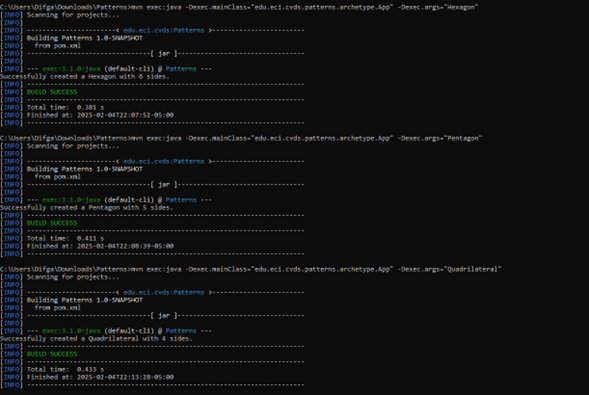 C:\Users\Difga\Downloads\Patterns>mvn exec:java -Dexec.mainClass="edu.eci.cvds.patterns.archetype.App" -Dexec.args="Hexagon"
[INFO] Scanning for projects...
[INFO]
[INFO] -----------------------< edu.eci.cvds:Patterns >-----------------------
[INFO] Building Patterns 1.0-SNAPSHOT
[INFO]   from pom.xml
[INFO] --------------------------------[ jar ]---------------------------------
[INFO]
[INFO] --- exec:3.1.0:java (default-cli) @ Patterns ---
Successfully created a Hexagon with 6 sides.
[INFO] ------------------------------------------------------------------------
[INFO] BUILD SUCCESS
[INFO] ------------------------------------------------------------------------
[INFO] Total time:  0.381 s
[INFO] Finished at: 2025-02-04T22:07:52-05:00
[INFO] ------------------------------------------------------------------------
C:\Users\Difga\Downloads\Patterns>mvn exec:java -Dexec.mainClass="edu.eci.cvds.patterns.archetype.App" -Dexec.args="Pentagon"
[INFO] Scanning for projects...
[INFO]
[INFO] -----------------------< edu.eci.cvds:Patterns >-----------------------
[INFO] Building Patterns 1.0-SNAPSHOT
[INFO]   from pom.xml
[INFO] --------------------------------[ jar ]---------------------------------
[INFO]
[INFO] --- exec:3.1.0:java (default-cli) @ Patterns ---
Successfully created a Pentagon with 5 sides.
[INFO] ------------------------------------------------------------------------
[INFO] BUILD SUCCESS
[INFO] ------------------------------------------------------------------------
[INFO] Total time:  0.411 s
[INFO] Finished at: 2025-02-04T22:08:39-05:00
[INFO] ------------------------------------------------------------------------
C:\Users\Difga\Downloads\Patterns>mvn exec:java -Dexec.mainClass="edu.eci.cvds.patterns.archetype.App" -Dexec.args="Quadrilateral"
[INFO] Scanning for projects...
[INFO]
[INFO] -----------------------< edu.eci.cvds:Patterns >-----------------------
[INFO] Building Patterns 1.0-SNAPSHOT
[INFO]   from pom.xml
[INFO] --------------------------------[ jar ]---------------------------------
[INFO]
[INFO] --- exec:3.1.0:java (default-cli) @ Patterns ---
Successfully created a Quadrilateral with 4 sides.
[INFO] ------------------------------------------------------------------------
[INFO] BUILD SUCCESS
[INFO] ------------------------------------------------------------------------
[INFO] Total time:  0.433 s
[INFO] Finished at: 2025-02-04T22:13:28-05:00
[INFO] ------------------------------------------------------------------------